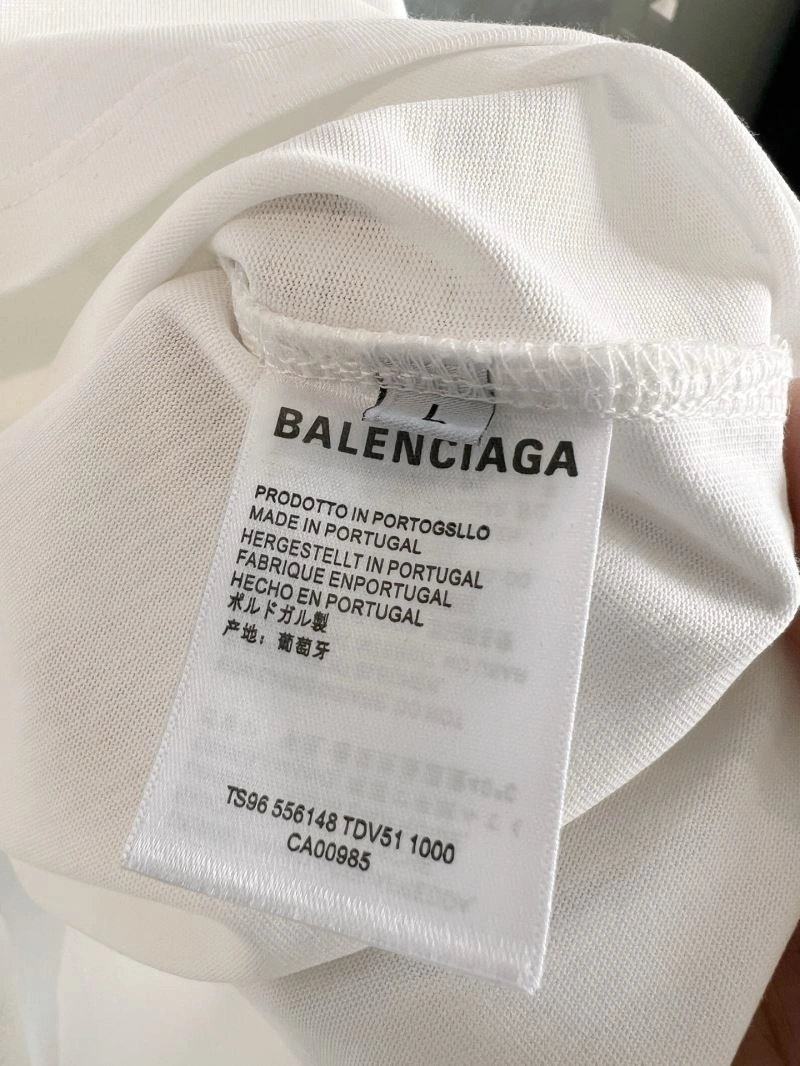 L
BALENCIAGA
PRODOTTO IN PORTOGSLLO
MADE IN PORTUGAL
HERGESTELLT IN PORTUGAL
FABRIQUE ENPORTUGAL
HECHO EN PORTUGAL
ポルドガル製
产地：葡萄牙
TS96 556148 TDV51 1000
CA00985